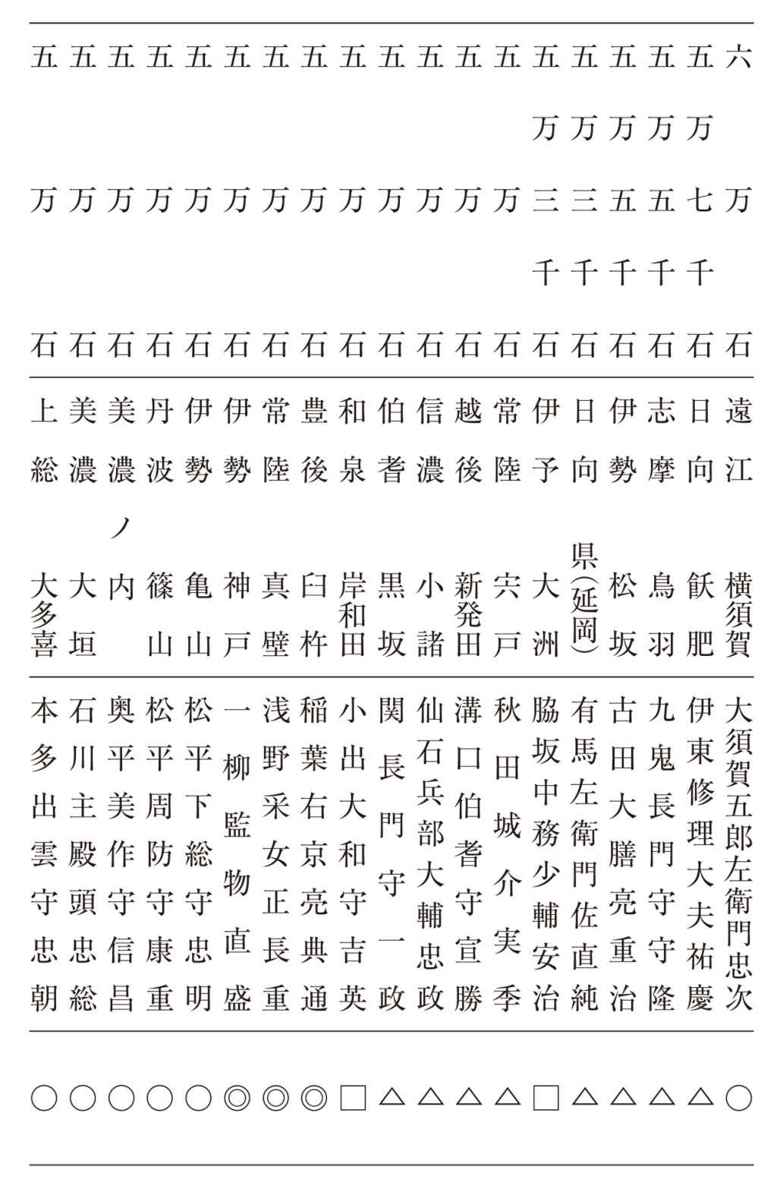 六万石 遠江 横須賀 大須賀五郎左衛門忠次 ○
五万七千石 日向 飫肥 伊東修理大夫祐慶 △
五万五千石 志摩 鳥羽 九鬼長門守守隆 △
五万五千石 伊勢 松坂 古田大膳亮重治 △
五万三千石 日向 県(延岡) 有馬左衛門佐直純 △
五万三千石 伊予 大洲 脇坂中務少輔安治 □
五万石 常陸 宍戸 秋田城介実季 △
五万石 越後 新発田 溝口伯耆守宣勝 △
五万石 信濃 小諸 仙石兵部大輔忠政 △
五万石 伯耆 黒坂 関長門守一政 △
五万石 和泉 岸和田 小出大和守吉英 □
五万石 豊後 臼杵 稲葉右京亮典通 ◎
五万石 常陸 真壁 浅野采女正長重 ◎
五万石 伊勢 神戸 一柳監物直盛 ◎
五万石 伊勢 亀山 松平下総守忠明 ○
五万石 丹波 篠山 松平周防守康重 ○
五万石 美濃ノ内 奥平美作守信昌 ○
五万石 美濃 大垣 石川主殿頭忠総 ○
五万石 上総 大多喜 本多出雲守忠朝 ○